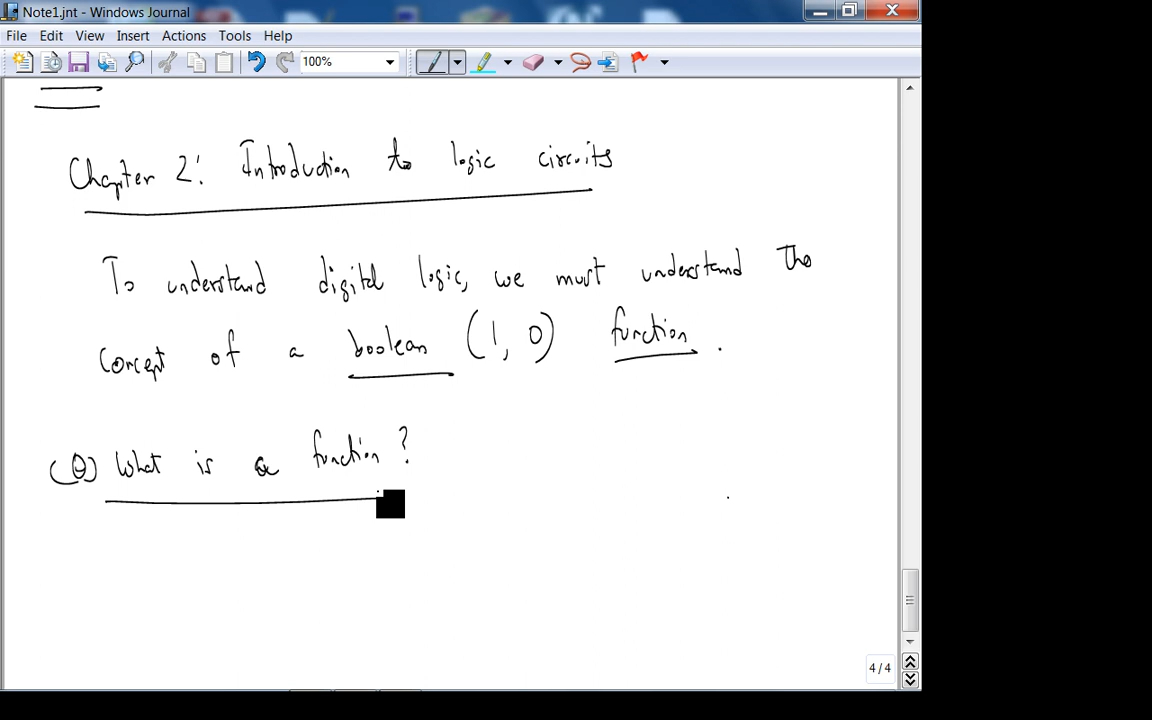 Note1.jnt - Windows Journal
File Edit View Insert Actions Tools Help
100%
Chapter 2: Introduction to logic circuits
To understand digital logic, we must understand the
concept of a boolean (1, 0) function.
(Q) What is a function?
4/4